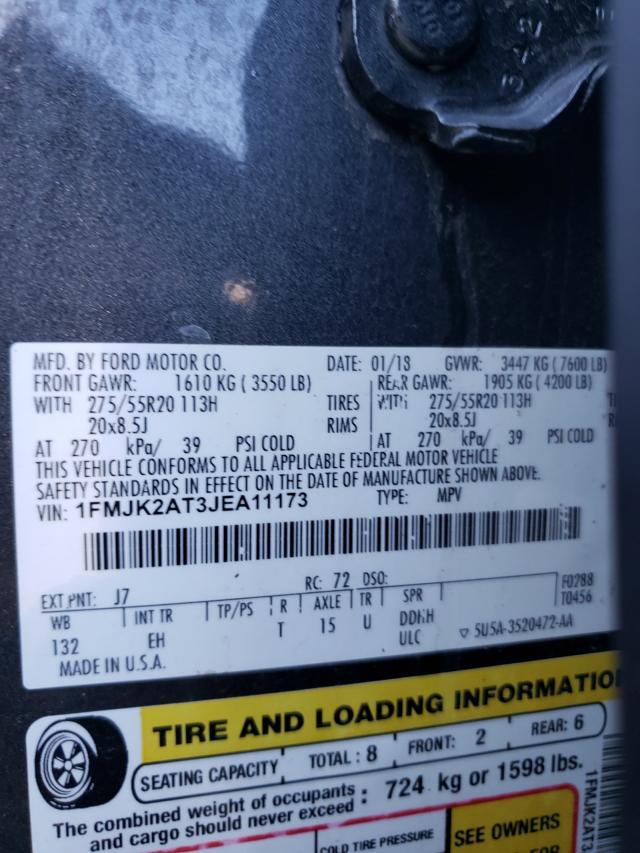 MFD. BY FORD MOTOR CO. DATE: 01/18 GVWR: 3447 KG ( 7600 LB)
FRONT GAWR: 1610 KG ( 3550 LB) REAR GAWR: 1905 KG ( 4200 LB)
WITH 275/55R20 113H TIRES WITH 275/55R20 113H
20x8.5J RIMS 20x8.5J
AT 270 kPa/ 39 PSI COLD AT 270 kPa/ 39 PSI COLD
THIS VEHICLE CONFORMS TO ALL APPLICABLE FEDERAL MOTOR VEHICLE
SAFETY STANDARDS IN EFFECT ON THE DATE OF MANUFACTURE SHOWN ABOVE.
VIN: 1FMJK2AT3JEA11173 TYPE: MPV
EXT PNT: J7 RC: 72 DSO: F0288
WB INT TR TP/PS R AXLE TR SPR T0456
132 EH T 15 U DDKH
ULC 5U5A-3520472-AA
MADE IN U.S.A.
TIRE AND LOADING INFORMATIO
SEATING CAPACITY TOTAL : 8 FRONT: 2 REAR: 6
The combined weight of occupants : 724 kg or 1598 lbs.
and cargo should never exceed
COLD TIRE PRESSURE SEE OWNERS
1FMJK2AT3